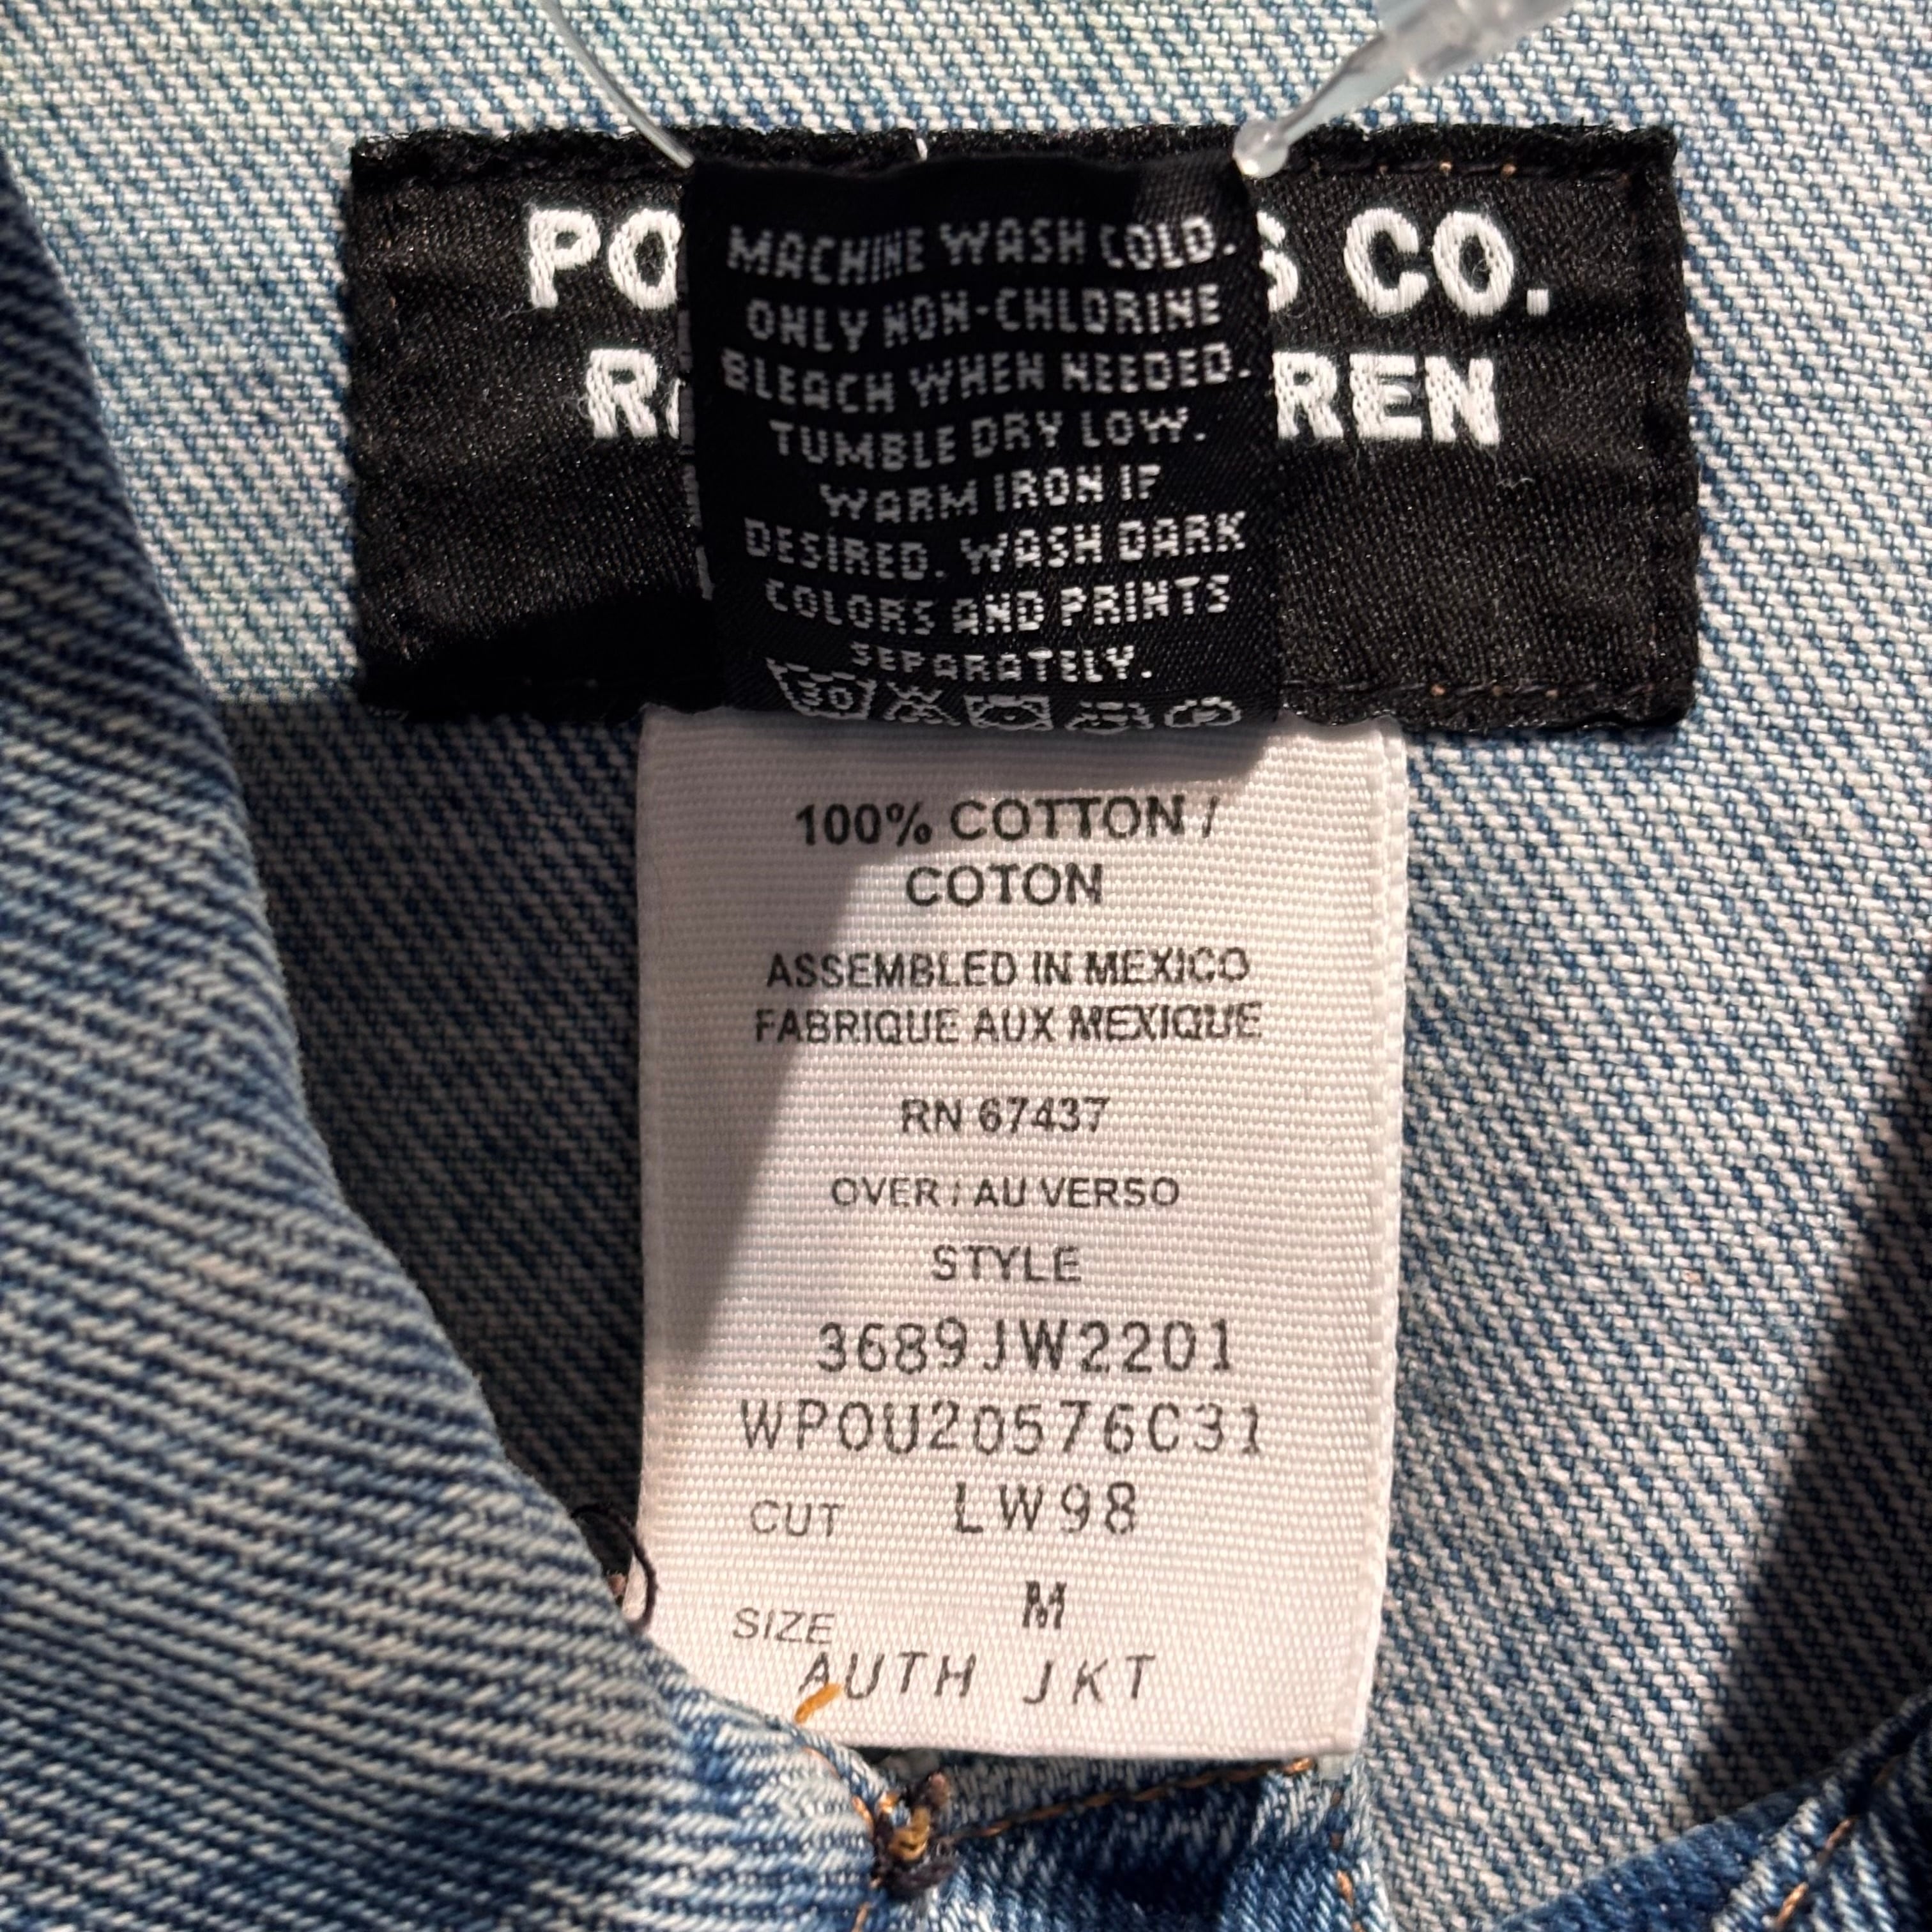 PO S CO.
R REN
MACHINE WASH COLD.
ONLY NON-CHLORINE
BLEACH WHEN NEEDED.
TUMBLE DRY LOW.
WARM IRON IF
DESIRED. WASH DARK
COLORS AND PRINTS
SEPARATELY.
30
P
100% COTTON /
COTON
ASSEMBLED IN MEXICO
FABRIQUE AUX MEXIQUE
RN 67437
OVER / AU VERSO
STYLE
3689JW2201
WPOU20576C31
CUT LW98
SIZE M
AUTH JKT